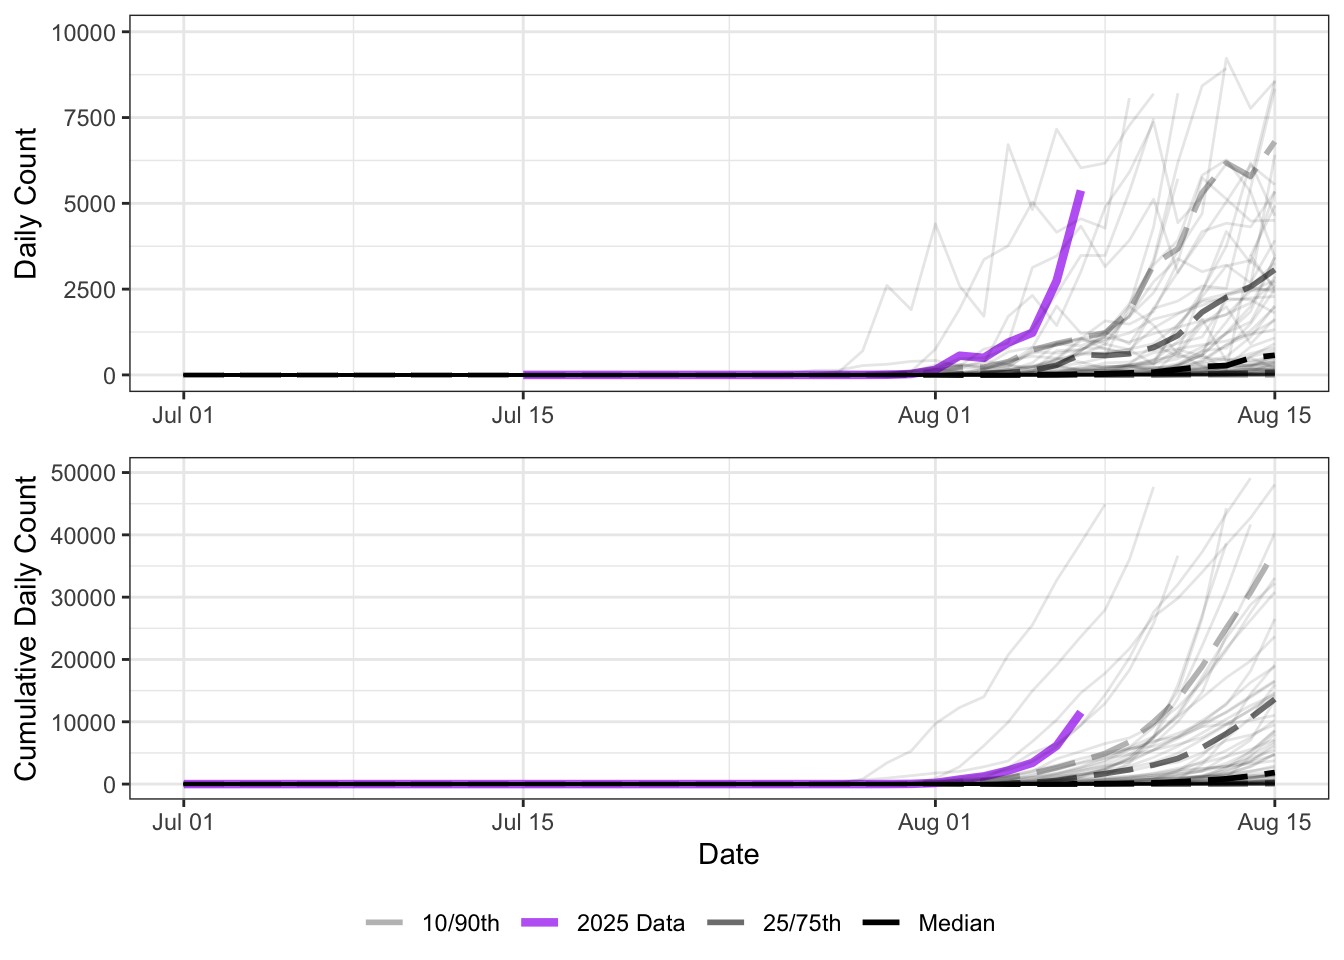 Daily Count
10000
7500
5000
2500
0
Jul 01 Jul 15 Aug 01 Aug 15
Cumulative Daily Count
50000
40000
30000
20000
10000
0
Jul 01 Jul 15 Aug 01 Aug 15
Date
10/90th 2025 Data 25/75th Median